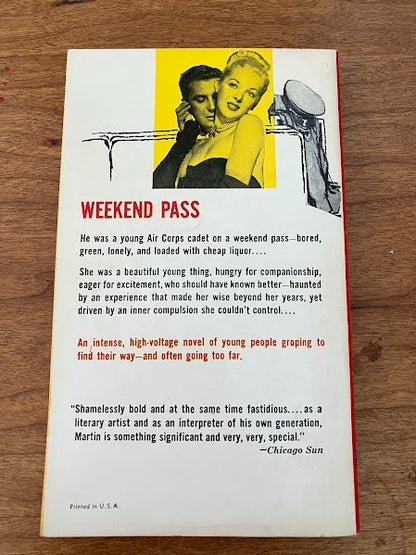 WEEKEND PASS
He was a young Air Corps cadet on a weekend pass—bored,
green, lonely, and loaded with cheap liquor....
She was a beautiful young thing, hungry for companionship,
eager for excitement, who should have known better—haunted
by an experience that made her wise beyond her years, yet
driven by an inner compulsion she couldn't control....
An intense, high-voltage novel of young people groping to
find their way—and often going too far.
"Shamelessly bold and at the same time fastidious....as a
literary artist and as an interpreter of his own generation,
Martin is something significant and very, very, special."
—Chicago Sun
Printed in U.S.A.